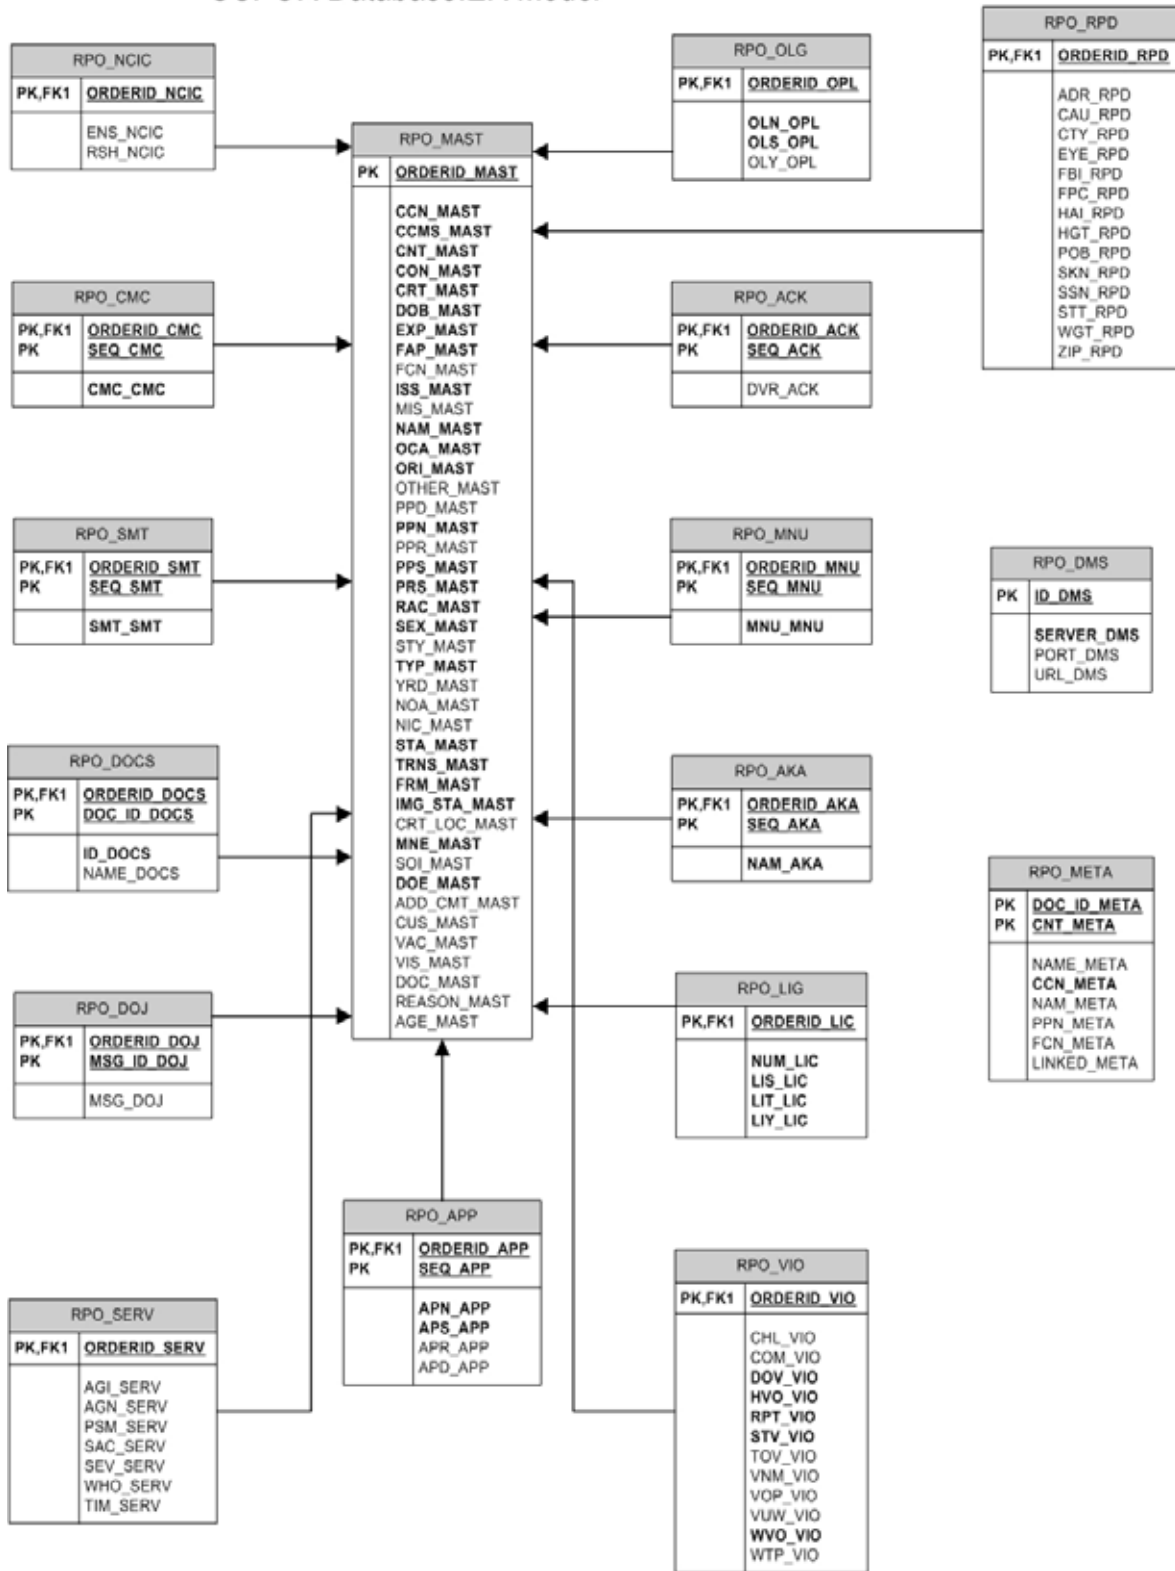 RPO_NCIC
PK,FK1 ORDERID_NCIC
ENS_NCIC
RSH_NCIC
RPO_CMC
PK,FK1 ORDERID_CMC
PK SEQ_CMC
CMC_CMC
RPO_SMT
PK,FK1 ORDERID_SMT
PK SEQ_SMT
SMT_SMT
RPO_DOCS
PK,FK1 ORDERID_DOCS
PK DOC_ID_DOCS
ID_DOCS
NAME_DOCS
RPO_DOJ
PK,FK1 ORDERID_DOJ
PK MSG_ID_DOJ
MSG_DOJ
RPO_SERV
PK,FK1 ORDERID_SERV
AGI_SERV
AGN_SERV
PSM_SERV
SAC_SERV
SEV_SERV
WHO_SERV
TIM_SERV
RPO_MAST
PK ORDERID_MAST
CCN_MAST
CCMS_MAST
CNT_MAST
CON_MAST
CRT_MAST
DOB_MAST
EXP_MAST
FAP_MAST
FCN_MAST
ISS_MAST
MIS_MAST
NAM_MAST
OCA_MAST
ORI_MAST
OTHER_MAST
PPD_MAST
PPN_MAST
PPR_MAST
PPS_MAST
PRS_MAST
RAC_MAST
SEX_MAST
STY_MAST
TYP_MAST
YRD_MAST
NOA_MAST
NIC_MAST
STA_MAST
TRNS_MAST
FRM_MAST
IMG_STA_MAST
CRT_LOC_MAST
MNE_MAST
SOI_MAST
DOE_MAST
ADD_CMT_MAST
CUS_MAST
VAC_MAST
VIS_MAST
DOC_MAST
REASON_MAST
AGE_MAST
RPO_APP
PK,FK1 ORDERID_APP
PK SEQ_APP
APN_APP
APS_APP
APR_APP
APD_APP
RPO_OLG
PK,FK1 ORDERID_OPL
OLN_OPL
OLS_OPL
OLY_OPL
RPO_ACK
PK,FK1 ORDERID_ACK
PK SEQ_ACK
DVR_ACK
RPO_MNU
PK,FK1 ORDERID_MNU
PK SEQ_MNU
MNU_MNU
RPO_AKA
PK,FK1 ORDERID_AKA
PK SEQ_AKA
NAM_AKA
RPO_LIG
PK,FK1 ORDERID_LIC
NUM_LIC
LIS_LIC
LIT_LIC
LIY_LIC
RPO_VIO
PK,FK1 ORDERID_VIO
CHL_VIO
COM_VIO
DOV_VIO
HVO_VIO
RPT_VIO
STV_VIO
TOV_VIO
VNM_VIO
VOP_VIO
VUW_VIO
WVO_VIO
WTP_VIO
RPO_RPD
PK,FK1 ORDERID_RPD
ADR_RPD
CAU_RPD
CTY_RPD
EYE_RPD
FBI_RPD
FPC_RPD
HAI_RPD
HGT_RPD
POB_RPD
SKN_RPD
SSN_RPD
STT_RPD
WGT_RPD
ZIP_RPD
RPO_DMS
PK ID_DMS
SERVER_DMS
PORT_DMS
URL_DMS
RPO_META
PK DOC_ID_META
PK CNT_META
NAME_META
CCN_META
NAM_META
PPN_META
FCN_META
LINKED_META